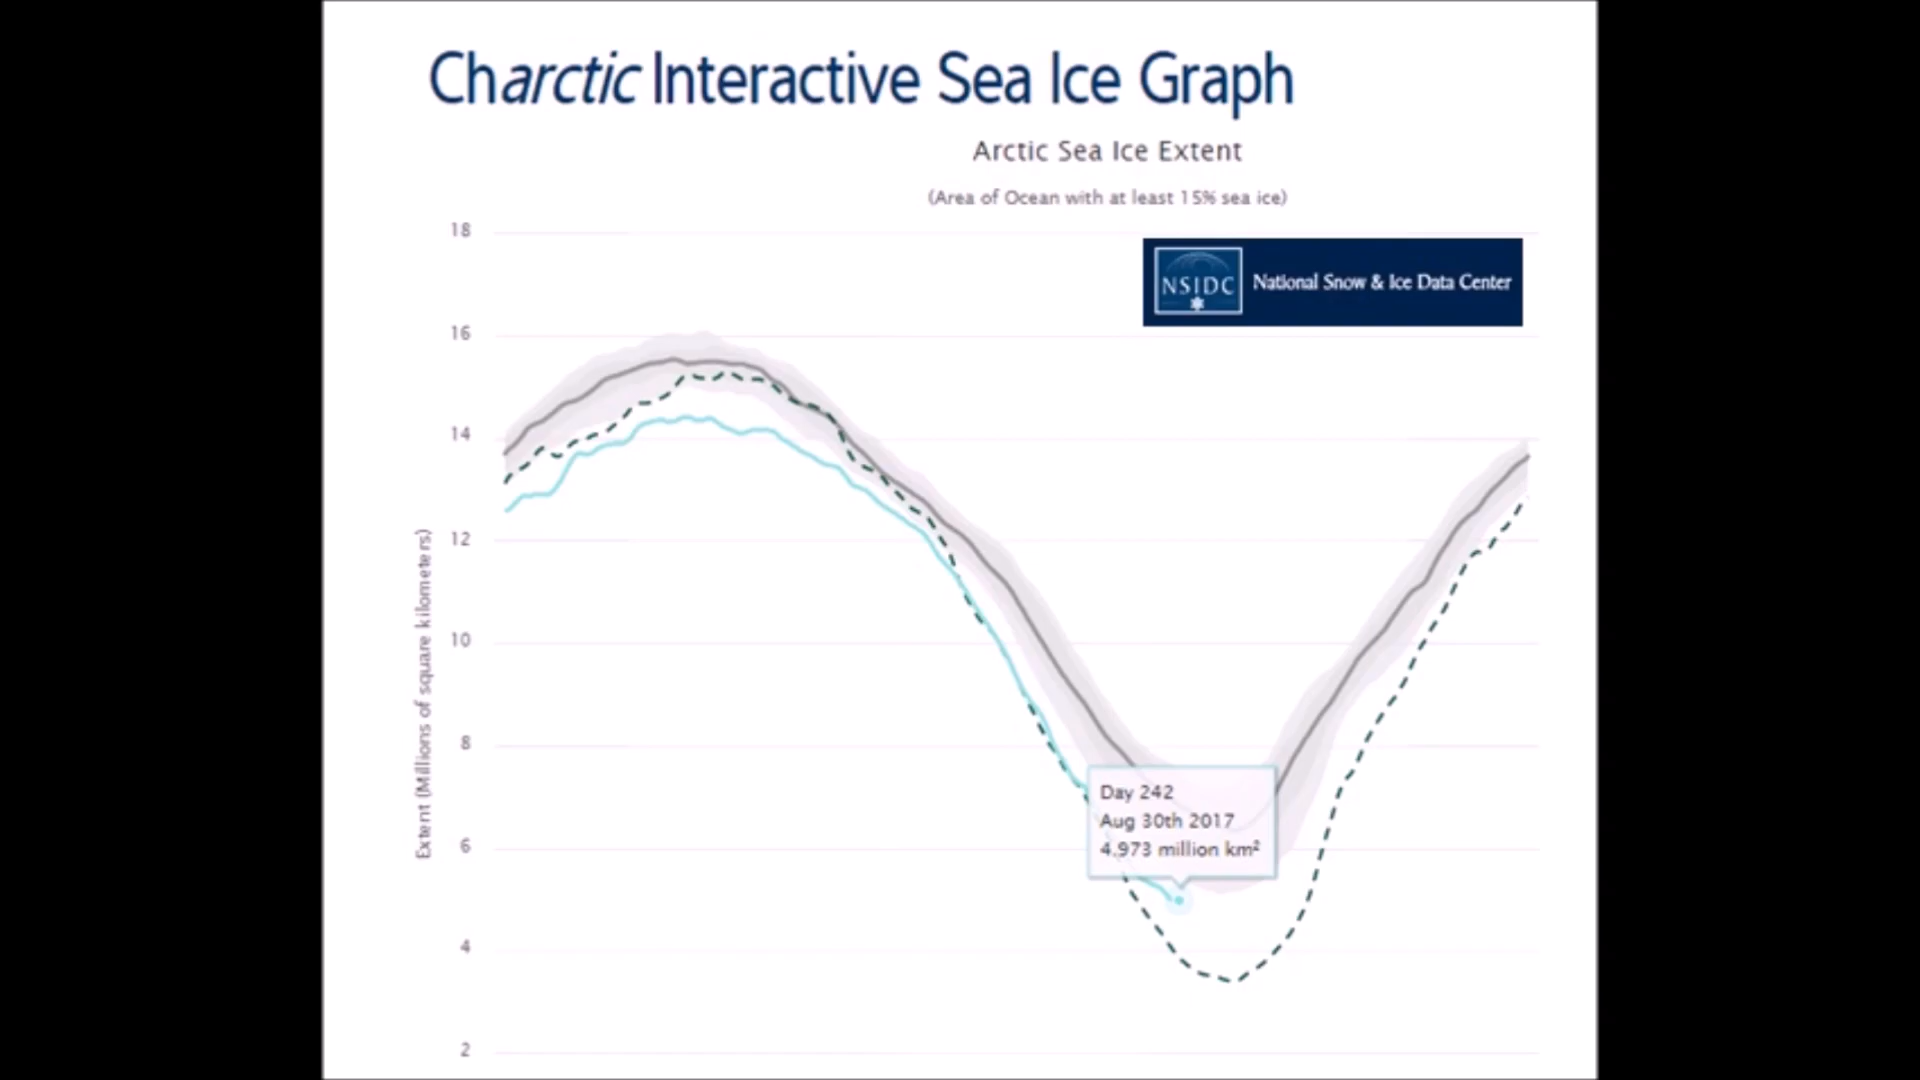 Charctic Interactive Sea Ice Graph
Arctic Sea Ice Extent
(Area of Ocean with at least 15% sea ice)
18
NSIDC
National Snow & Ice Data Center
16
14
12
10
8
6
4
2
Extent (Millions of square kilometers)
Day 242
Aug 30th 2017
4.973 million km²